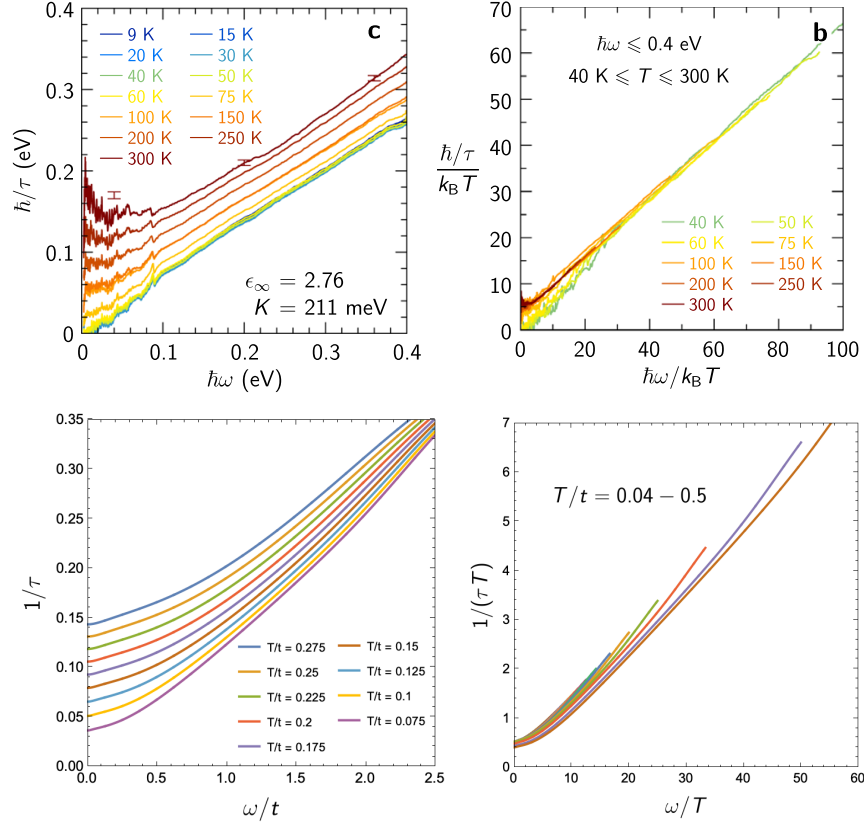 c
9 K 15 K
20 K 30 K
40 K 50 K
60 K 75 K
100 K 150 K
200 K 250 K
300 K
ϵ∞ = 2.76
K = 211 meV
ℏ/τ (eV)
0.4
0.3
0.2
0.1
0
0 0.1 0.2 0.3 0.4
ℏω (eV)
b
ℏω ⩽ 0.4 eV
40 K ⩽ T ⩽ 300 K
ℏ/τ
k_B T
70
60
50
40
30
20
10
0
40 K 50 K
60 K 75 K
100 K 150 K
200 K 250 K
300 K
0 20 40 60 80 100
ℏω/k_B T
1/τ
0.35
0.30
0.25
0.20
0.15
0.10
0.05
0.00
T/t = 0.275 T/t = 0.15
T/t = 0.25 T/t = 0.125
T/t = 0.225 T/t = 0.1
T/t = 0.2 T/t = 0.075
T/t = 0.175
0.0 0.5 1.0 1.5 2.0 2.5
ω/t
1/(τT)
7
6
5
4
3
2
1
0
T/t = 0.04 − 0.5
0 10 20 30 40 50 60
ω/T